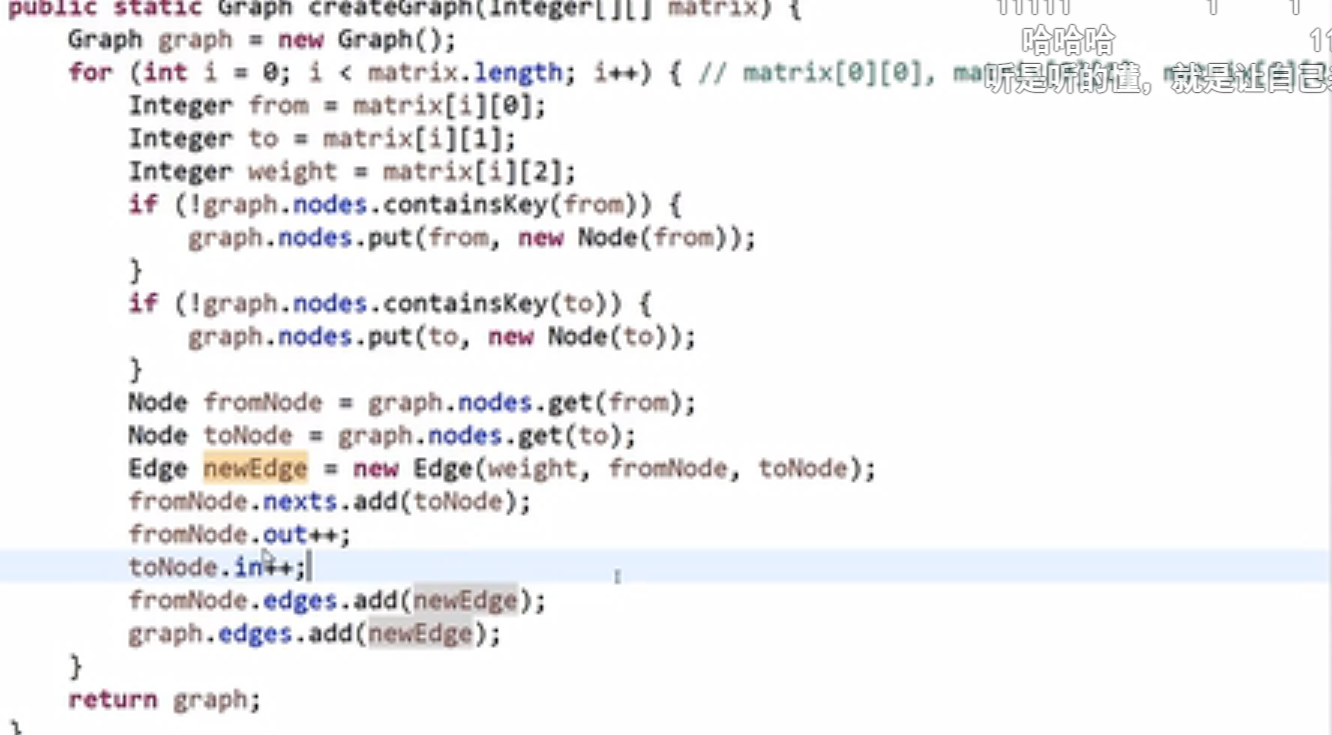 public static Graph createGraph(Integer[][] matrix) {
11111 1 1
Graph graph = new Graph();
哈哈哈 11
for (int i = 0; i < matrix.length; i++) { // matrix[0][0],
听是听的懂，就是让自己
Integer from = matrix[i][0];
Integer to = matrix[i][1];
Integer weight = matrix[i][2];
if (!graph.nodes.containsKey(from)) {
graph.nodes.put(from, new Node(from));
}
if (!graph.nodes.containsKey(to)) {
graph.nodes.put(to, new Node(to));
}
Node fromNode = graph.nodes.get(from);
Node toNode = graph.nodes.get(to);
Edge newEdge = new Edge(weight, fromNode, toNode);
fromNode.nexts.add(toNode);
fromNode.out++;
toNode.in++;
fromNode.edges.add(newEdge);
graph.edges.add(newEdge);
}
return graph;
}